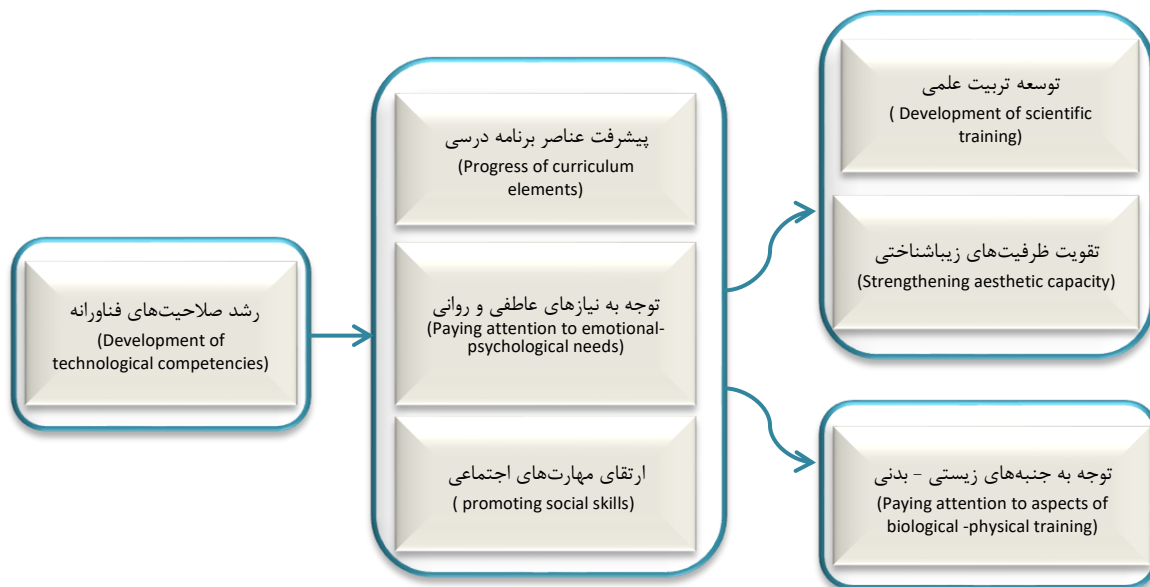 رشد صلاحیت‌های فناورانه
(Development of
technological competencies)
پیشرفت عناصر برنامه درسی
(Progress of curriculum
elements)
توجه به نیازهای عاطفی و روانی
(Paying attention to emotional-
psychological needs)
ارتقای مهارت‌های اجتماعی
( promoting social skills)
توسعه تربیت علمی
( Development of scientific
training)
تقویت ظرفیت‌های زیباشناختی
(Strengthening aesthetic capacity)
توجه به جنبه‌های زیستی – بدنی
(Paying attention to aspects of
biological -physical training)